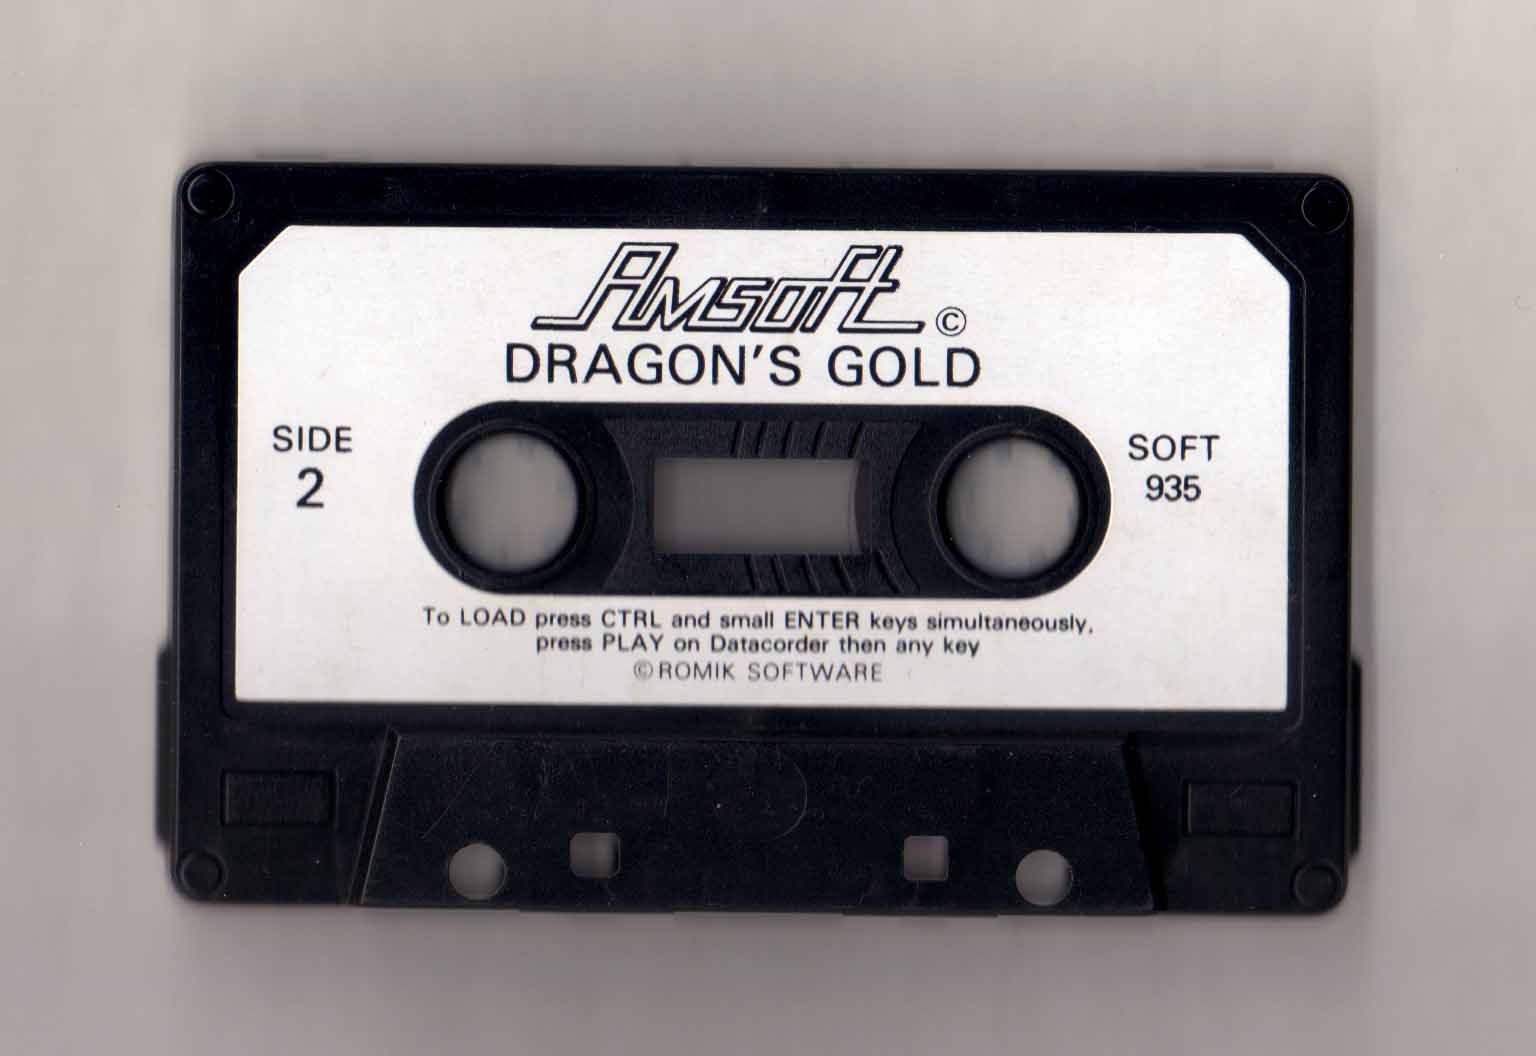 Amsoft ©
DRAGON'S GOLD
SIDE
2
SOFT
935
To LOAD press CTRL and small ENTER keys simultaneously,
press PLAY on Datacorder then any key
© ROMIK SOFTWARE